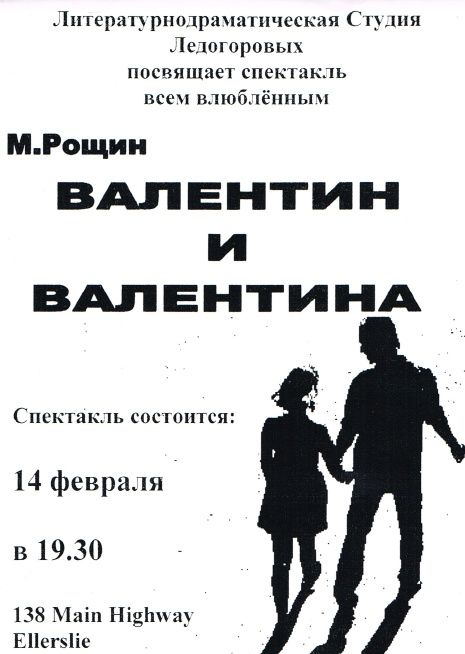 Литературнодраматическая Студия
Ледогоровых
посвящает спектакль
всем влюблённым
М.Рощин
ВАЛЕНТИН
И
ВАЛЕНТИНА
Спектакль состоится:
14 февраля
в 19.30
138 Main Highway
Ellerslie